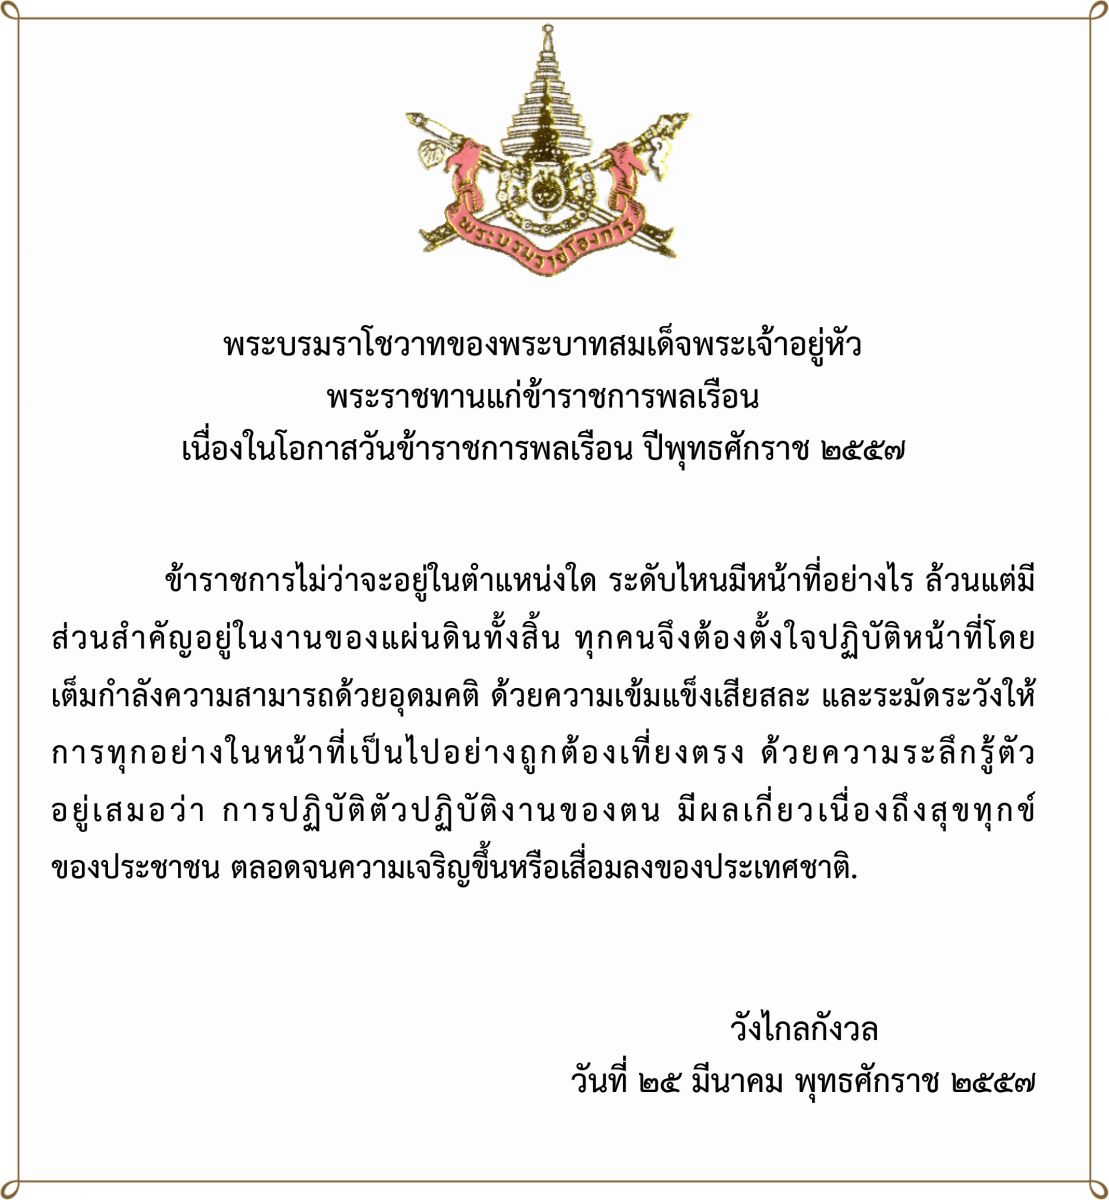 พระบรมราชโองการ
พระบรมราโชวาทของพระบาทสมเด็จพระเจ้าอยู่หัว
พระราชทานแก่ข้าราชการพลเรือน
เนื่องในโอกาสวันข้าราชการพลเรือน ปีพุทธศักราช ๒๕๕๗
ข้าราชการไม่ว่าจะอยู่ในตำแหน่งใด ระดับไหนมีหน้าที่อย่างไร ล้วนแต่มี
ส่วนสำคัญอยู่ในงานของแผ่นดินทั้งสิ้น ทุกคนจึงต้องตั้งใจปฏิบัติหน้าที่โดย
เต็มกำลังความสามารถด้วยอุดมคติ ด้วยความเข้มแข็งเสียสละ และระมัดระวังให้
การทุกอย่างในหน้าที่เป็นไปอย่างถูกต้องเที่ยงตรง ด้วยความระลึกรู้ตัว
อยู่เสมอว่า การปฏิบัติตัวปฏิบัติงานของตน มีผลเกี่ยวเนื่องถึงสุขทุกข์
ของประชาชน ตลอดจนความเจริญขึ้นหรือเสื่อมลงของประเทศชาติ.
วังไกลกังวล
วันที่ ๒๕ มีนาคม พุทธศักราช ๒๕๕๗